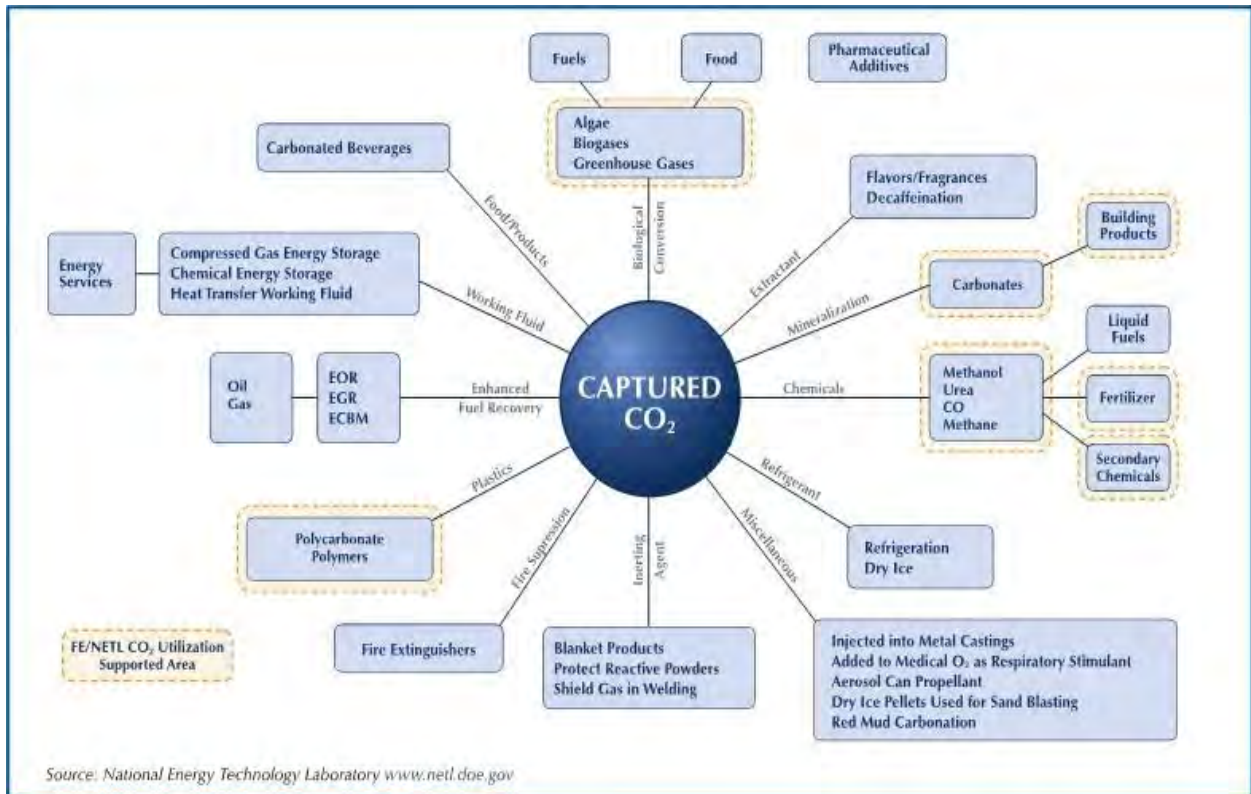 Fuels
Food
Pharmaceutical
Additives
Algae
Biogases
Greenhouse Gases
Carbonated Beverages
Flavors/Fragrances
Decaffeination
Building
Products
Energy
Services
Compressed Gas Energy Storage
Chemical Energy Storage
Heat Transfer Working Fluid
Food/Products
Biological
Conversion
Extractant
Carbonates
Working Fluid
Mineralization
Liquid
Fuels
Oil
Gas
EOR
EGR
ECBM
Enhanced
Fuel Recovery
CAPTURED
CO₂
Chemicals
Methanol
Urea
CO
Methane
Fertilizer
Secondary
Chemicals
Plastics
Refrigerant
Polycarbonate
Polymers
Fire Supression
Inerting
Agent
Miscellaneous
Refrigeration
Dry Ice
FE/NETL CO₂ Utilization
Supported Area
Fire Extinguishers
Blanket Products
Protect Reactive Powders
Shield Gas in Welding
Injected into Metal Castings
Added to Medical O₂ as Respiratory Stimulant
Aerosol Can Propellant
Dry Ice Pellets Used for Sand Blasting
Red Mud Carbonation
Source: National Energy Technology Laboratory www.netl.doe.gov